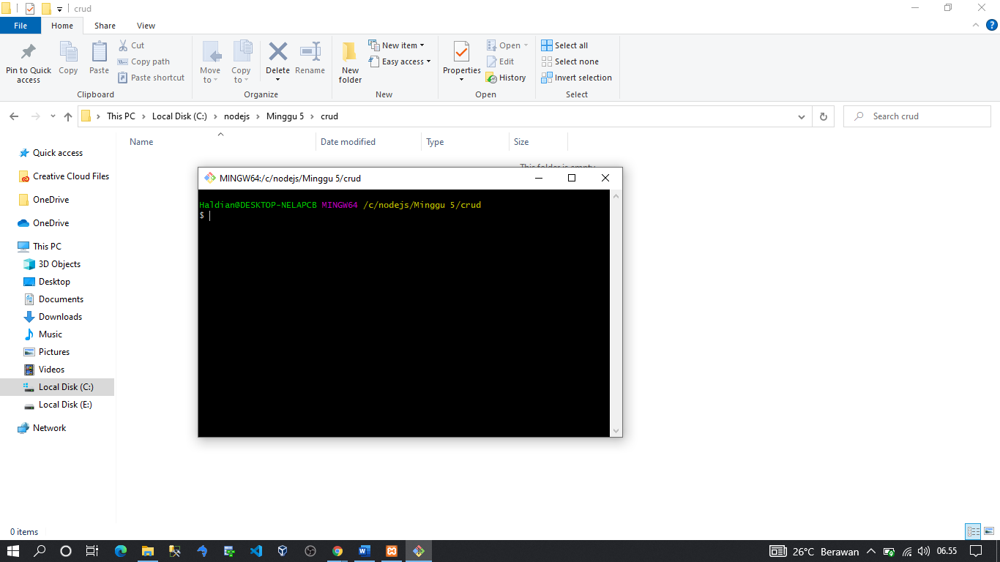 crud
File Home Share View
Pin to Quick access
Copy
Paste
Cut
Copy path
Paste shortcut
Clipboard
Move to
Copy to
Delete
Rename
Organize
New folder
New item
Easy access
New
Properties
Open
Edit
History
Open
Select all
Select none
Invert selection
Select
This PC Local Disk (C:) nodejs Minggu 5 crud
Search crud
Name Date modified Type Size
This folder is empty.
Quick access
Creative Cloud Files
OneDrive
OneDrive
This PC
3D Objects
Desktop
Documents
Downloads
Music
Pictures
Videos
Local Disk (C:)
Local Disk (E:)
Network
MINGW64:/c/nodejs/Minggu 5/crud
Haldian@DESKTOP-NELAPCB MINGW64 /c/nodejs/Minggu 5/crud
$
0 items
26°C Berawan 06.55